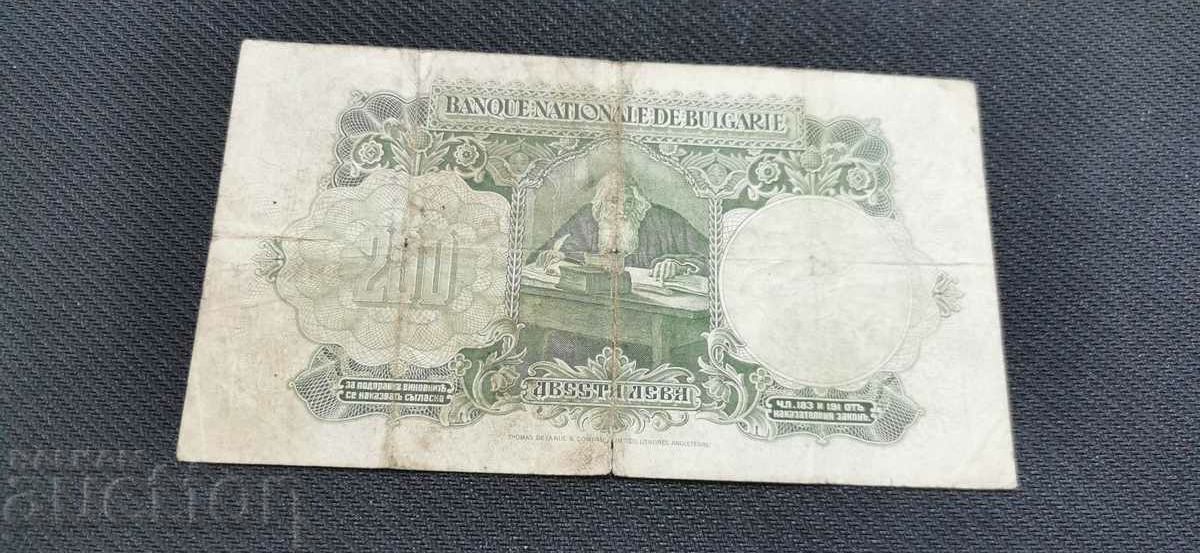 BANQUE NATIONALE DE BULGARIE
200
ЗА ПОДПРАВКА ВИНОВНИТѢ
СЕ НАКАЗВАТЪ СЪГЛАСНО
ДВЕСТА ЛЕВА
ЧЛ. 183 И 191 ОТЪ
НАКАЗАТЕЛНИЯ ЗАКОНЪ
THOMAS DE LA RUE & COMPANY LIMITED, LONDRES, ANGLETERRE.
auction